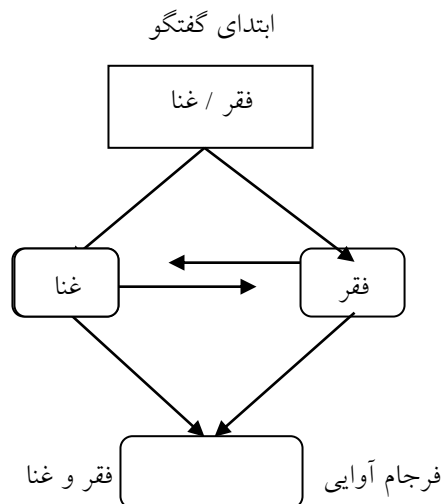 ابتدای گفتگو
فقر / غنا
فقر
غنا
فرجام آوایی
فقر و غنا